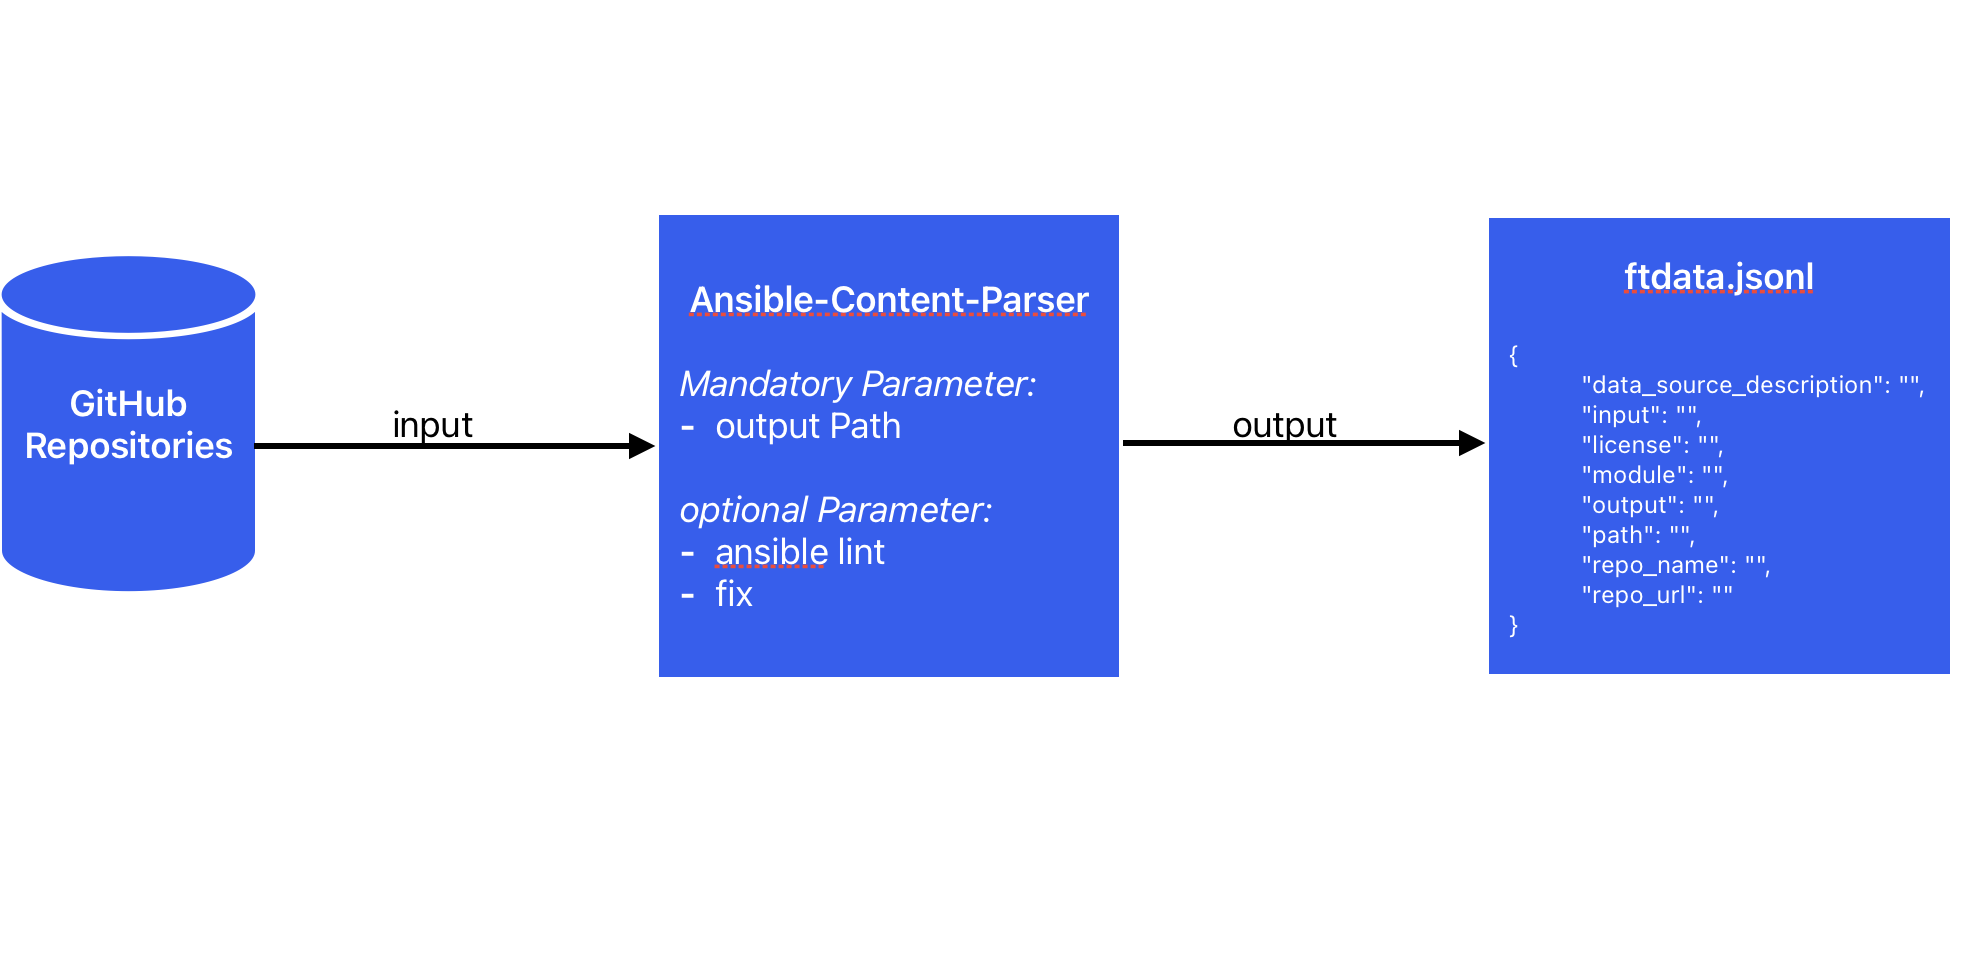 GitHub
Repositories
input
Ansible-Content-Parser
Mandatory Parameter:
- output Path
optional Parameter:
- ansible lint
- fix
output
ftdata.jsonl
{
"data_source_description": "",
"input": "",
"license": "",
"module": "",
"output": "",
"path": "",
"repo_name": "",
"repo_url": ""
}